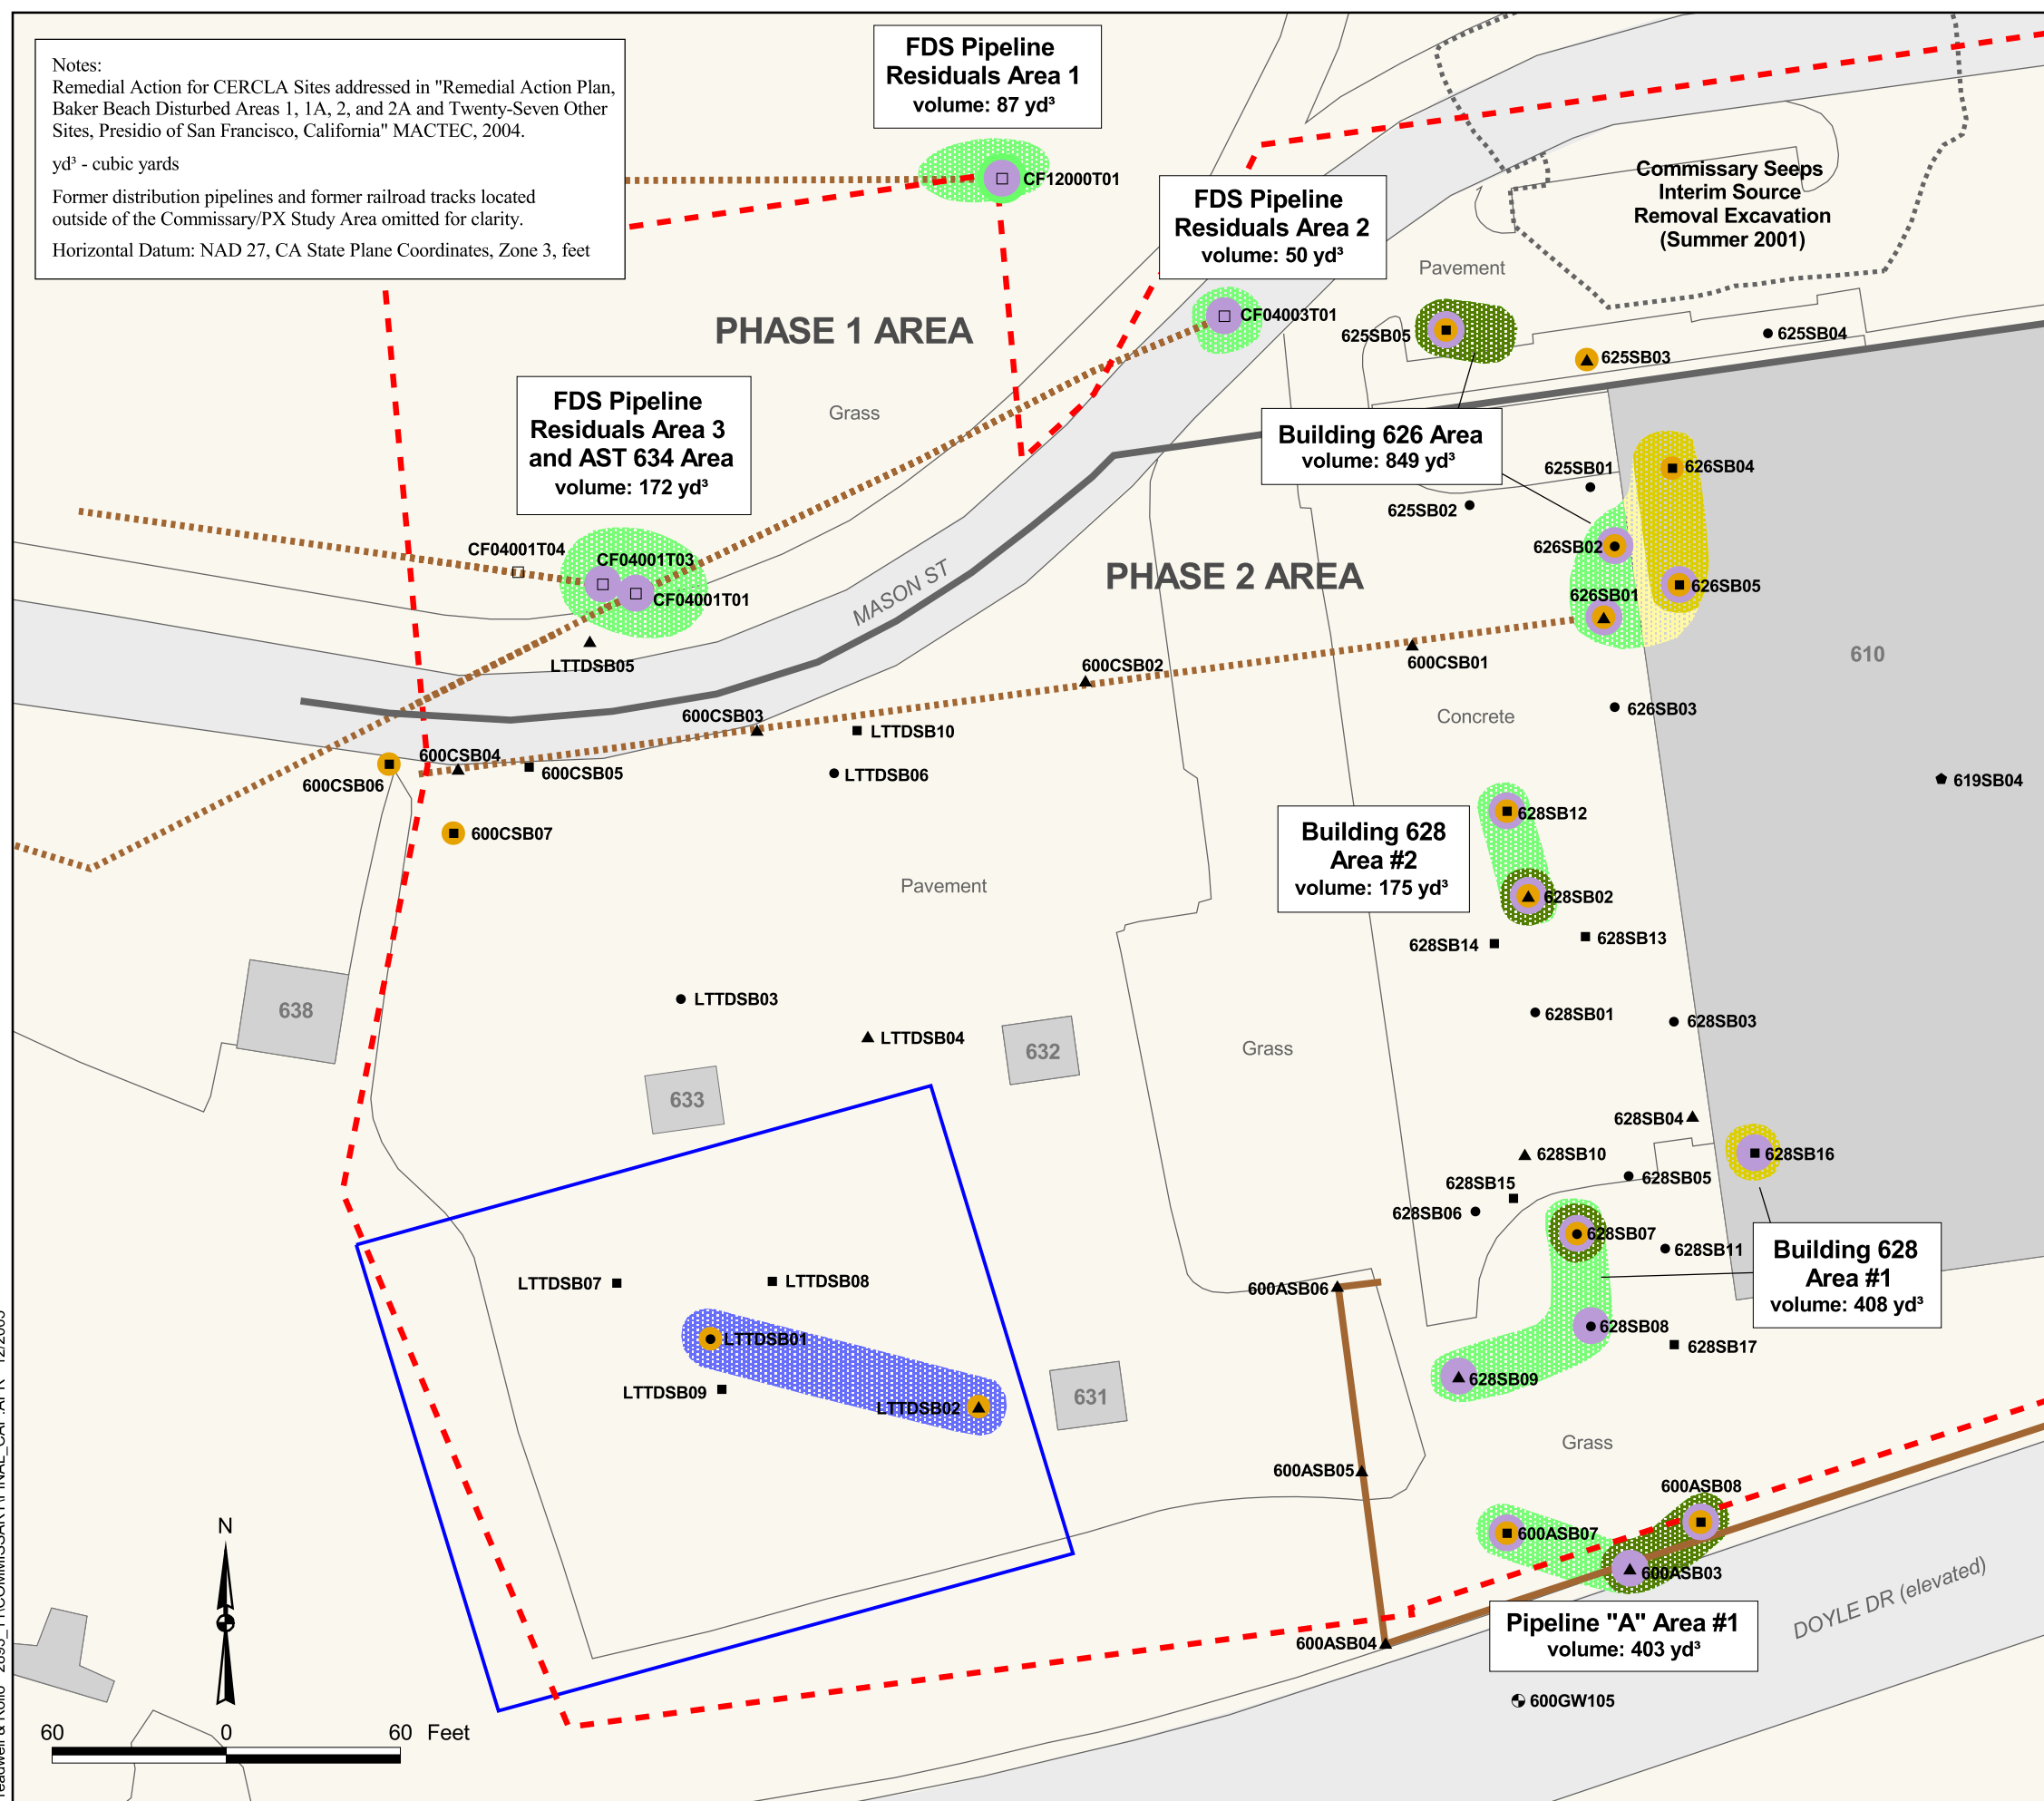 Notes:
Remedial Action for CERCLA Sites addressed in "Remedial Action Plan,
Baker Beach Disturbed Areas 1, 1A, 2, and 2A and Twenty-Seven Other
Sites, Presidio of San Francisco, California" MACTEC, 2004.
yd³ - cubic yards
Former distribution pipelines and former railroad tracks located
outside of the Commissary/PX Study Area omitted for clarity.
Horizontal Datum: NAD 27, CA State Plane Coordinates, Zone 3, feet
FDS Pipeline
Residuals Area 1
volume: 87 yd³
CF12000T01
FDS Pipeline
Residuals Area 2
volume: 50 yd³
CF04003T01
Commissary Seeps
Interim Source
Removal Excavation
(Summer 2001)
Pavement
625SB05
625SB03
625SB04
PHASE 1 AREA
Grass
FDS Pipeline
Residuals Area 3
and AST 634 Area
volume: 172 yd³
Building 626 Area
volume: 849 yd³
625SB01
625SB02
626SB04
626SB02
626SB05
626SB01
CF04001T04
CF04001T03
CF04001T01
LTTDSB05
MASON ST
PHASE 2 AREA
600CSB01
600CSB02
600CSB03
610
626SB03
Concrete
LTTDSB10
LTTDSB06
600CSB04
600CSB05
600CSB06
600CSB07
619SB04
Building 628
Area #2
volume: 175 yd³
628SB12
628SB02
Pavement
628SB14
628SB13
628SB01
628SB03
LTTDSB03
LTTDSB04
638
632
633
Grass
628SB04
628SB10
628SB16
628SB15
628SB05
628SB06
628SB07
628SB11
Building 628
Area #1
volume: 408 yd³
600ASB06
628SB08
628SB17
628SB09
LTTDSB07
LTTDSB08
LTTDSB01
LTTDSB09
LTTDSB02
631
Grass
600ASB05
600ASB08
600ASB07
600ASB03
600ASB04
Pipeline "A" Area #1
volume: 403 yd³
DOYLE DR (elevated)
600GW105
N
60 0 60 Feet